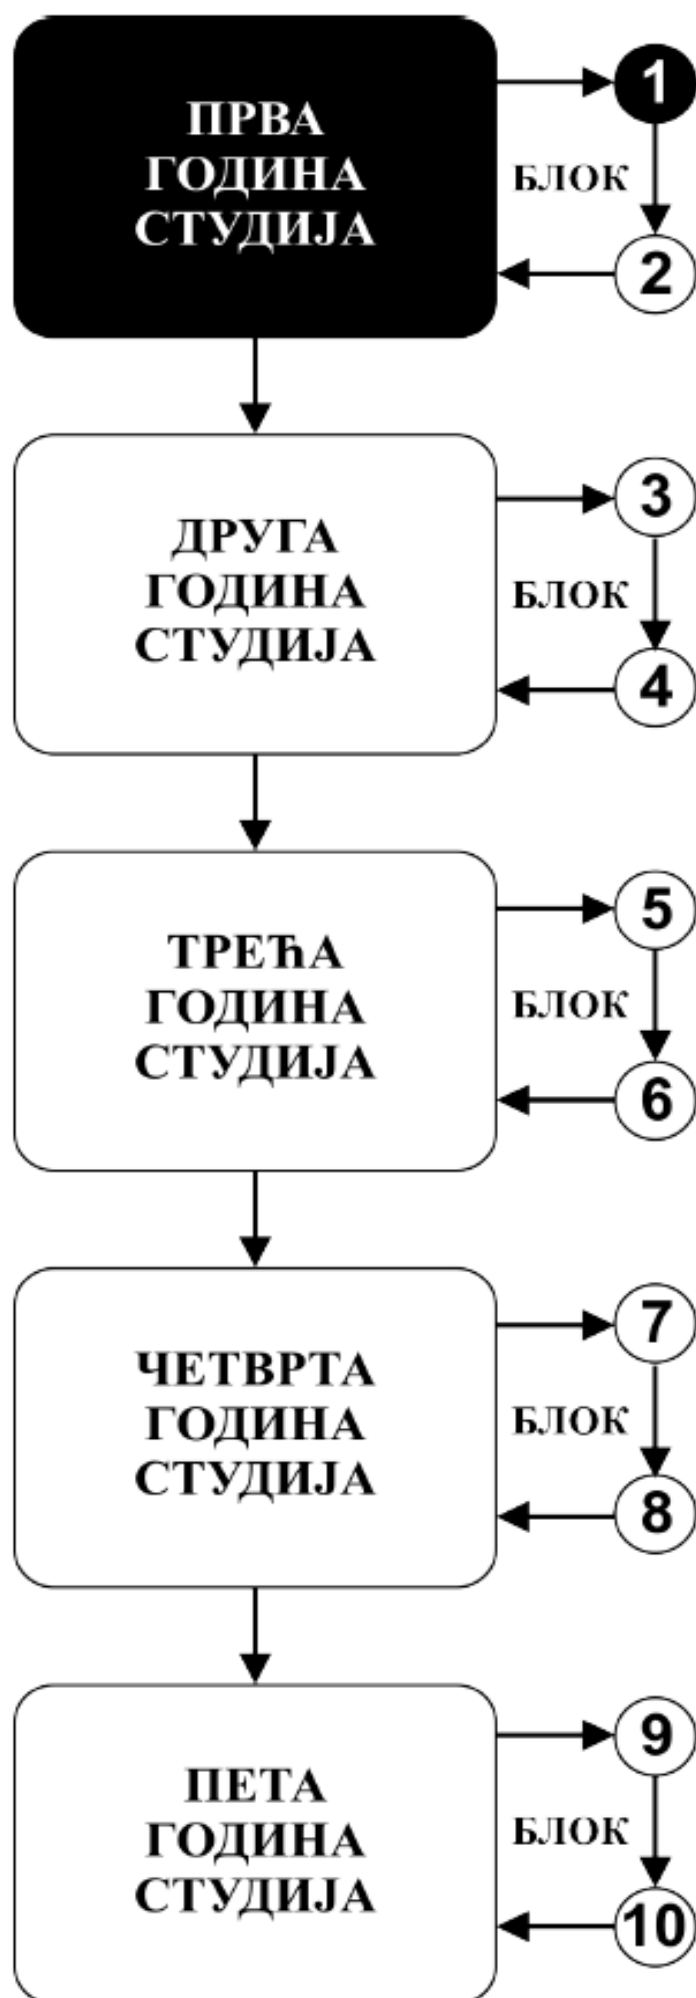 ПРВА
ГОДИНА
СТУДИЈА
1
БЛОК
2
ДРУГА
ГОДИНА
СТУДИЈА
3
БЛОК
4
ТРЕЋА
ГОДИНА
СТУДИЈА
5
БЛОК
6
ЧЕТВРТА
ГОДИНА
СТУДИЈА
7
БЛОК
8
ПЕТА
ГОДИНА
СТУДИЈА
9
БЛОК
10